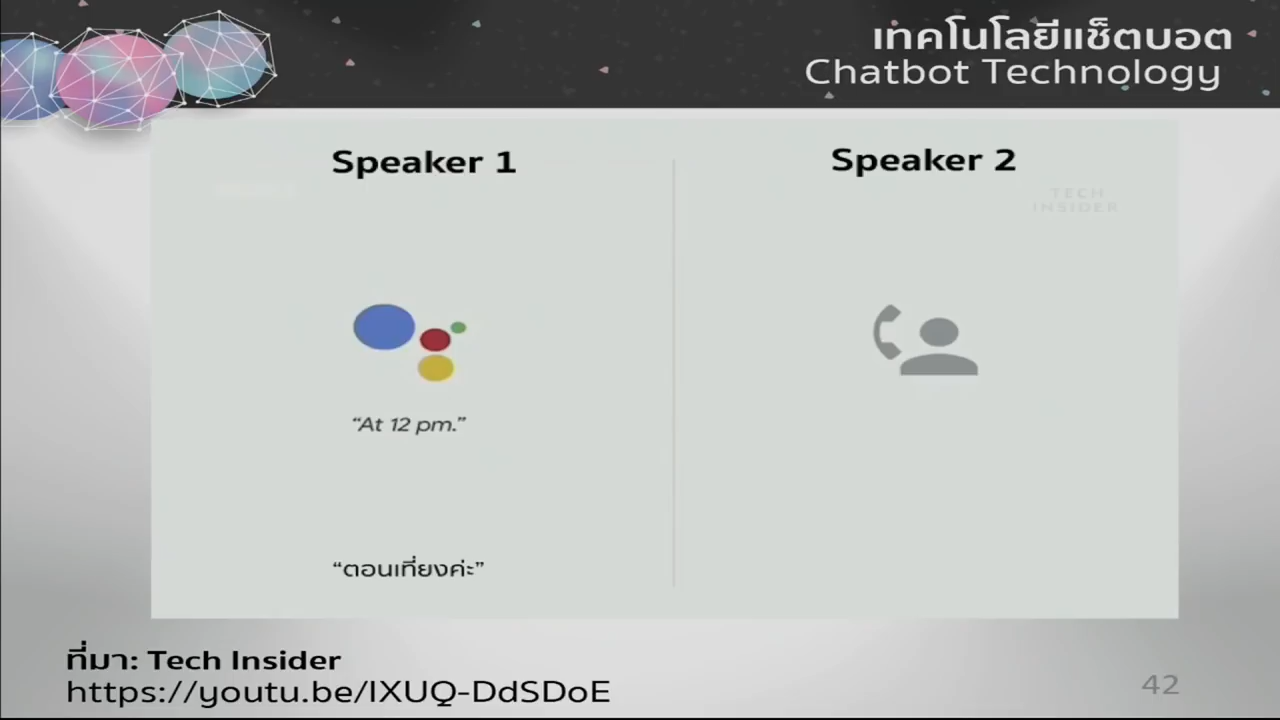 เทคโนโลยีแช็ตบอต
Chatbot Technology
Speaker 1
Speaker 2
TECH
INSIDER
“At 12 pm.”
“ตอนเที่ยงค่ะ”
ที่มา: Tech Insider
https://youtu.be/IXUQ-DdSDoE
42